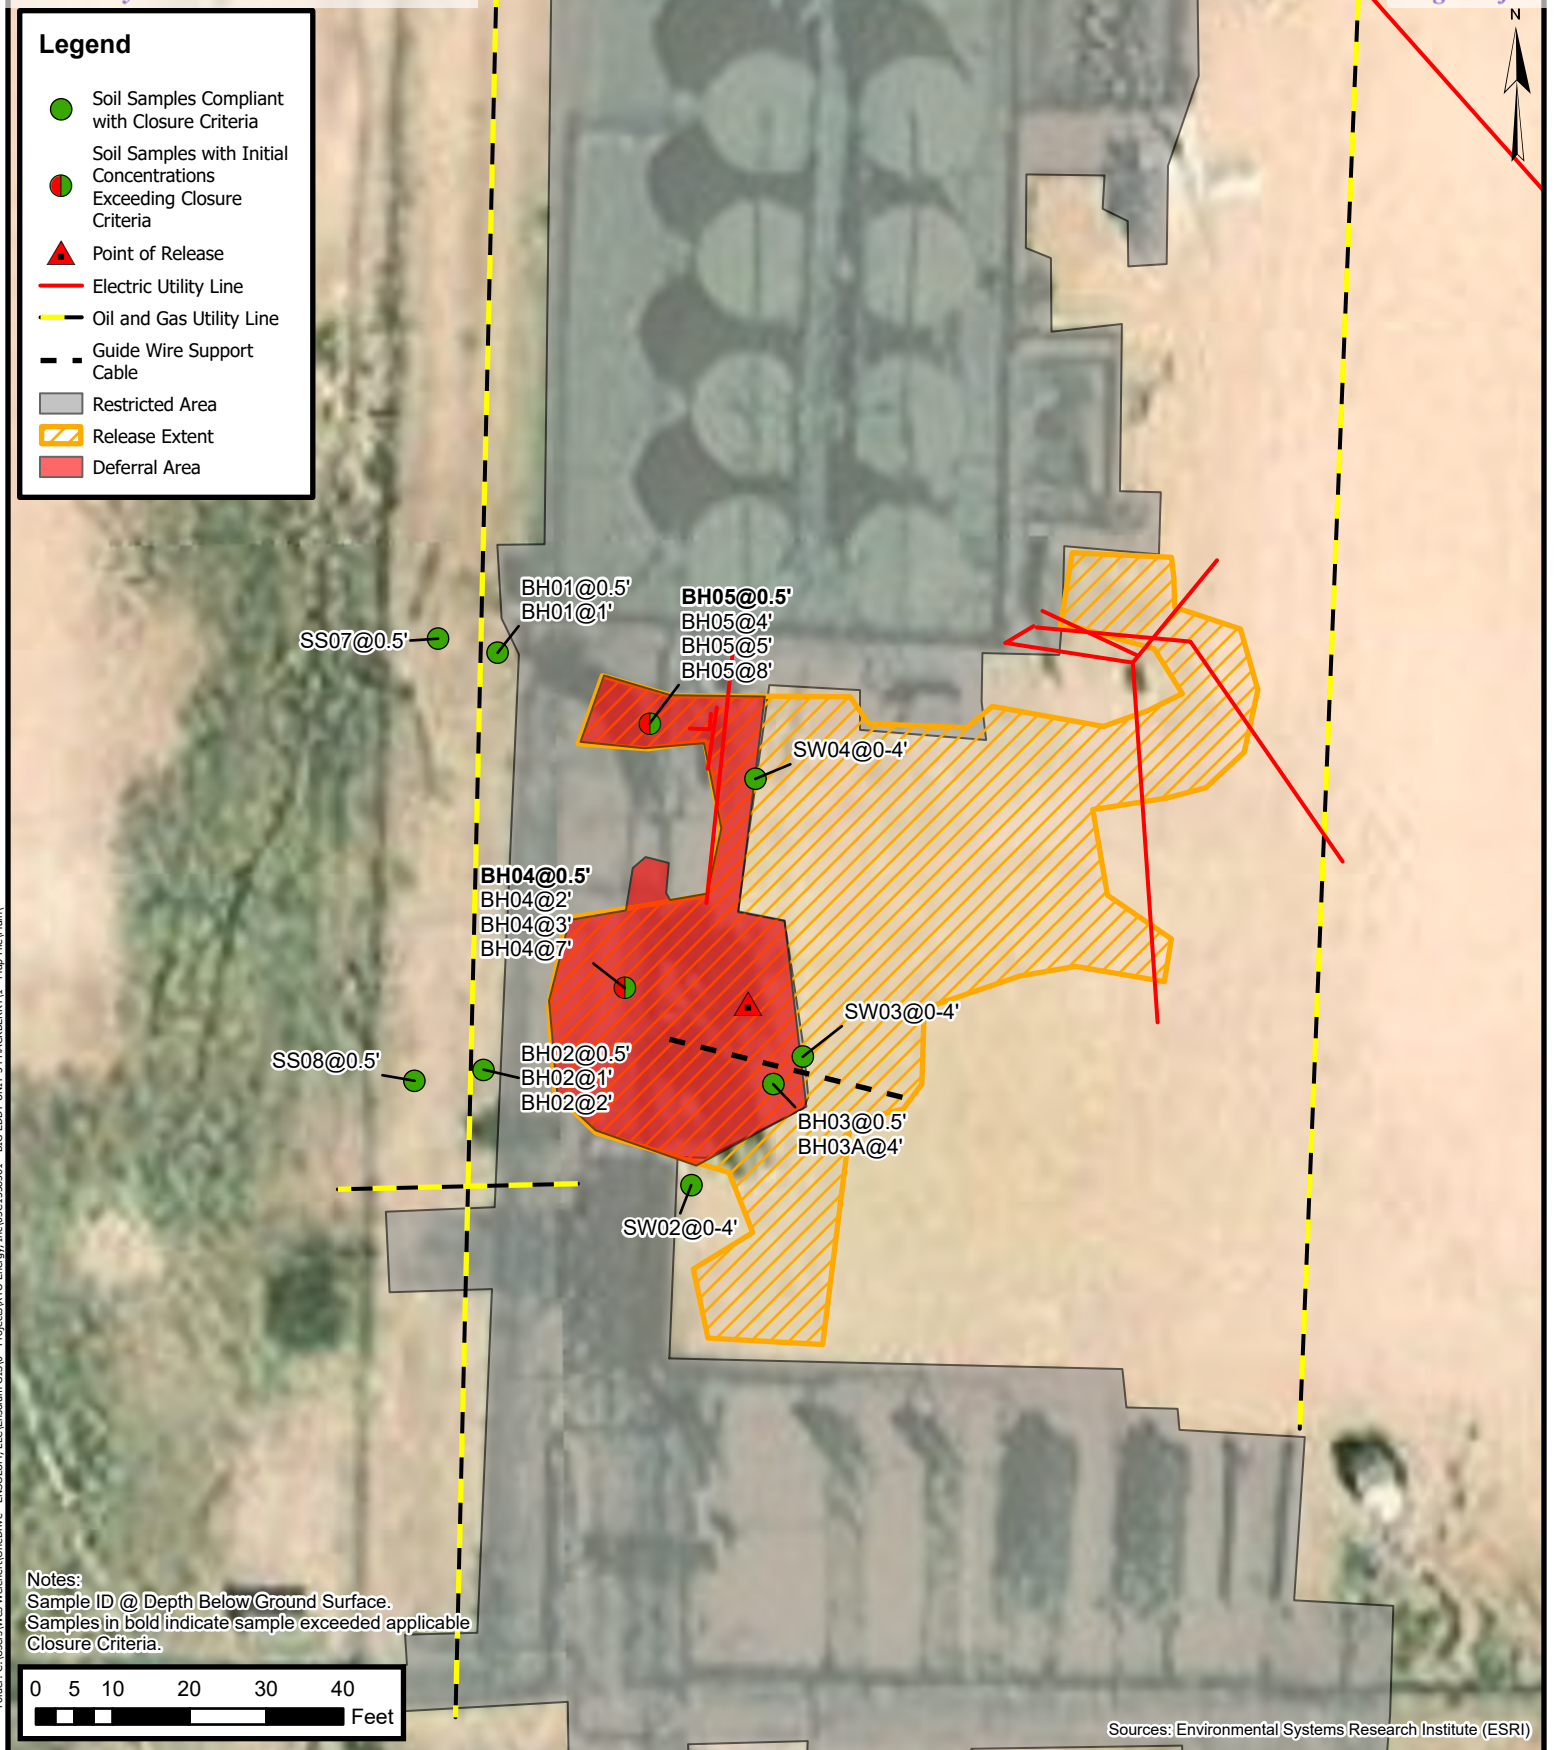 Legend
Soil Samples Compliant
with Closure Criteria
Soil Samples with Initial
Concentrations
Exceeding Closure
Criteria
Point of Release
Electric Utility Line
Oil and Gas Utility Line
Guide Wire Support
Cable
Restricted Area
Release Extent
Deferral Area
N
BH01@0.5'
BH01@1'
SS07@0.5'
BH05@0.5'
BH05@4'
BH05@5'
BH05@8'
SW04@0-4'
BH04@0.5'
BH04@2'
BH04@3'
BH04@7'
SW03@0-4'
SS08@0.5'
BH02@0.5'
BH02@1'
BH02@2'
BH03@0.5'
BH03A@4'
SW02@0-4'
Notes:
Sample ID @ Depth Below Ground Surface.
Samples in bold indicate sample exceeded applicable
Closure Criteria.
0 5 10 20 30 40
Feet
Sources: Environmental Systems Research Institute (ESRI)